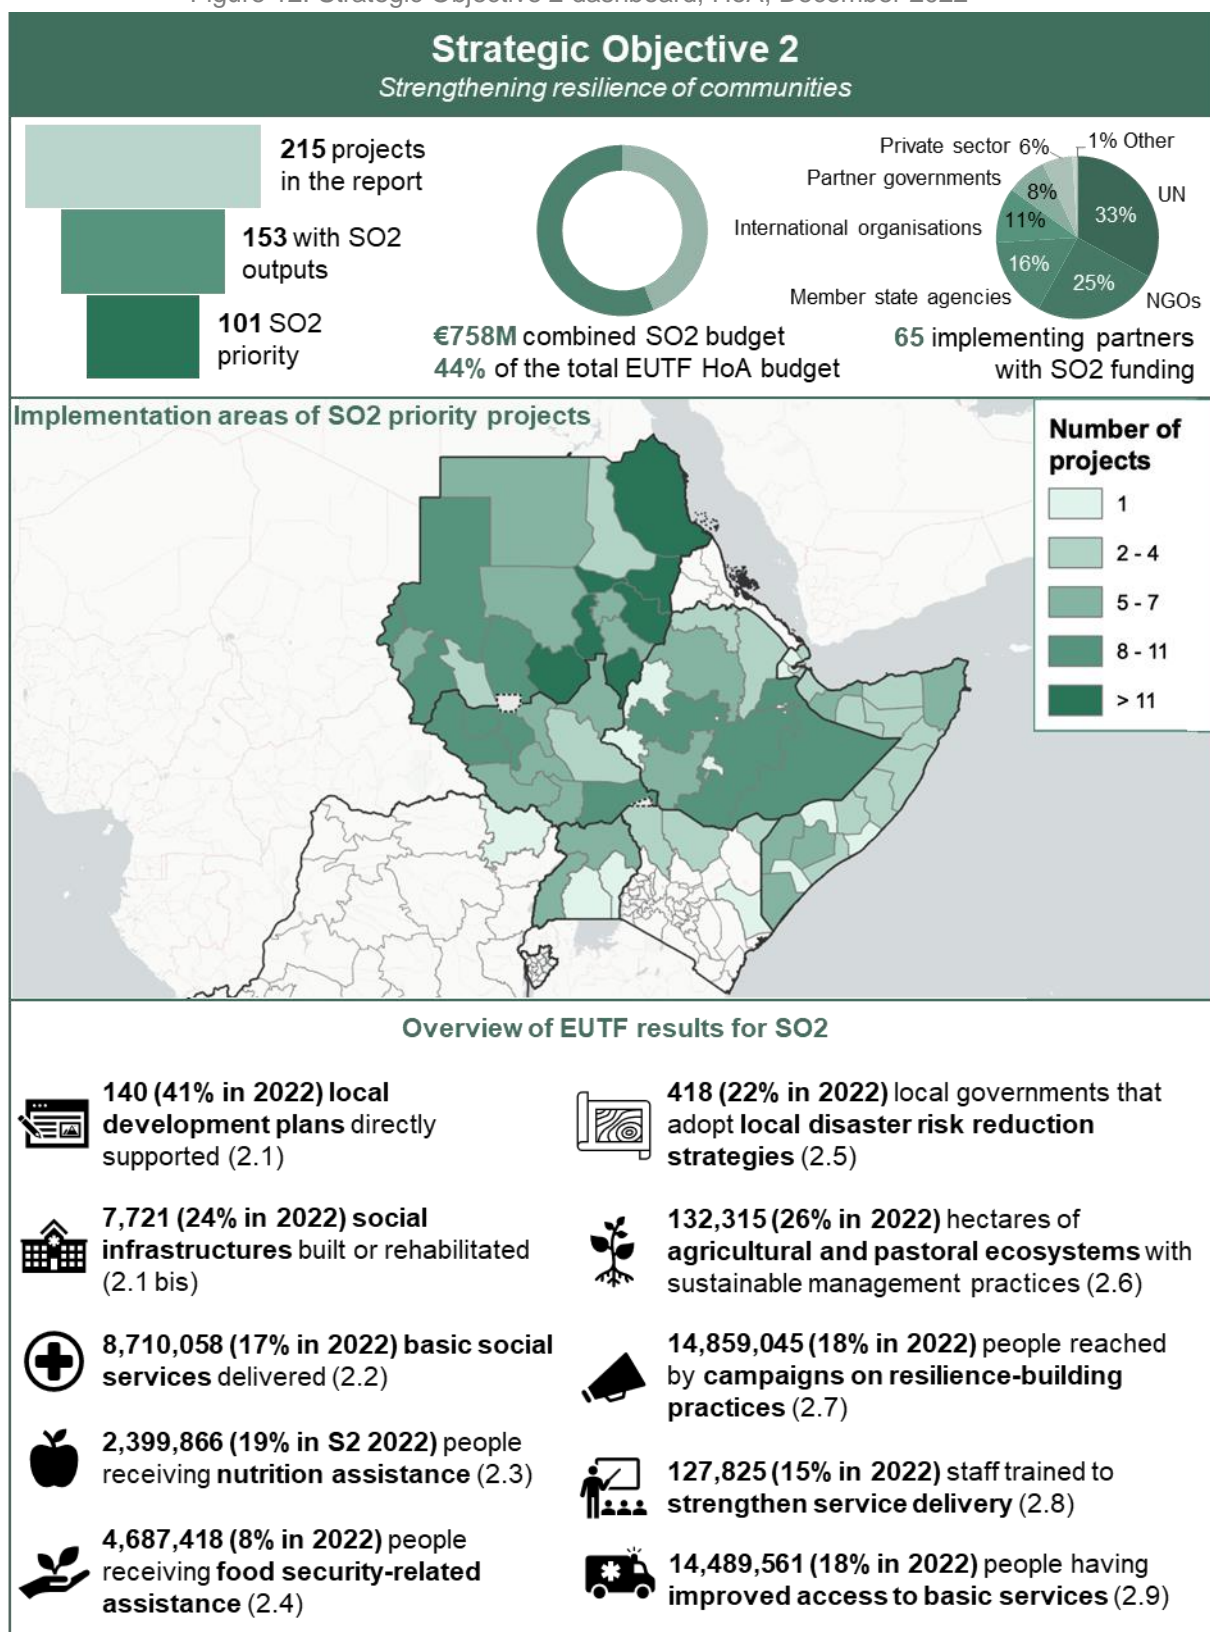 Figure 12: Strategic Objective 2 dashboard, HoA, December 2022
Strategic Objective 2
Strengthening resilience of communities
215 projects
in the report
153 with SO2
outputs
101 SO2
priority
€758M combined SO2 budget
44% of the total EUTF HoA budget
Private sector 6%
1% Other
Partner governments
8%
UN
33%
International organisations
11%
16%
25%
Member state agencies
NGOs
65 implementing partners
with SO2 funding
Implementation areas of SO2 priority projects
Number of
projects
1
2 - 4
5 - 7
8 - 11
> 11
Overview of EUTF results for SO2
140 (41% in 2022) local
development plans directly
supported (2.1)
7,721 (24% in 2022) social
infrastructures built or rehabilitated
(2.1 bis)
8,710,058 (17% in 2022) basic social
services delivered (2.2)
2,399,866 (19% in S2 2022) people
receiving nutrition assistance (2.3)
4,687,418 (8% in 2022) people
receiving food security-related
assistance (2.4)
418 (22% in 2022) local governments that
adopt local disaster risk reduction
strategies (2.5)
132,315 (26% in 2022) hectares of
agricultural and pastoral ecosystems with
sustainable management practices (2.6)
14,859,045 (18% in 2022) people reached
by campaigns on resilience-building
practices (2.7)
127,825 (15% in 2022) staff trained to
strengthen service delivery (2.8)
14,489,561 (18% in 2022) people having
improved access to basic services (2.9)